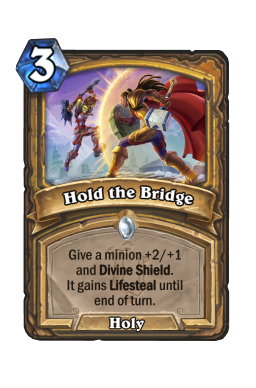 3
Hold the Bridge
Give a minion +2/+1
and Divine Shield.
It gains Lifesteal until
end of turn.
Holy